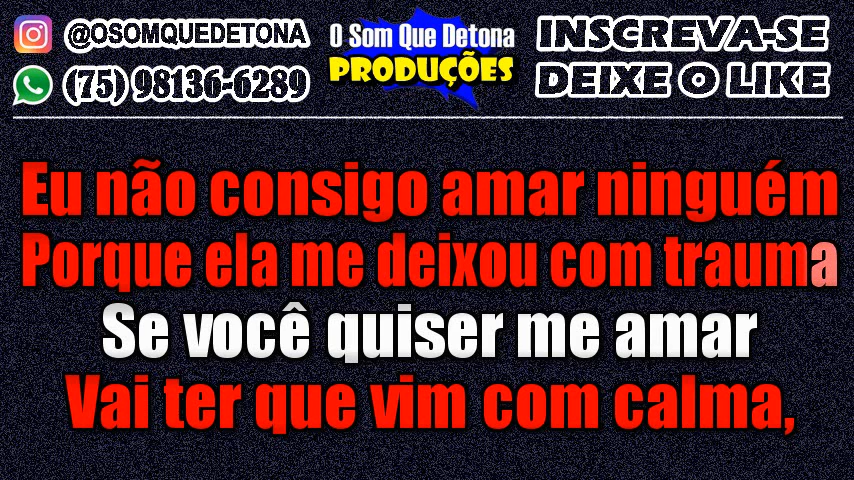 @OSOMQUEDETONA
(75) 98136-6289
O Som Que Detona
PRODUÇÕES
INSCREVA-SE
DEIXE O LIKE
Eu não consigo amar ninguém
Porque ela me deixou com trauma
Se você quiser me amar
Vai ter que vim com calma,